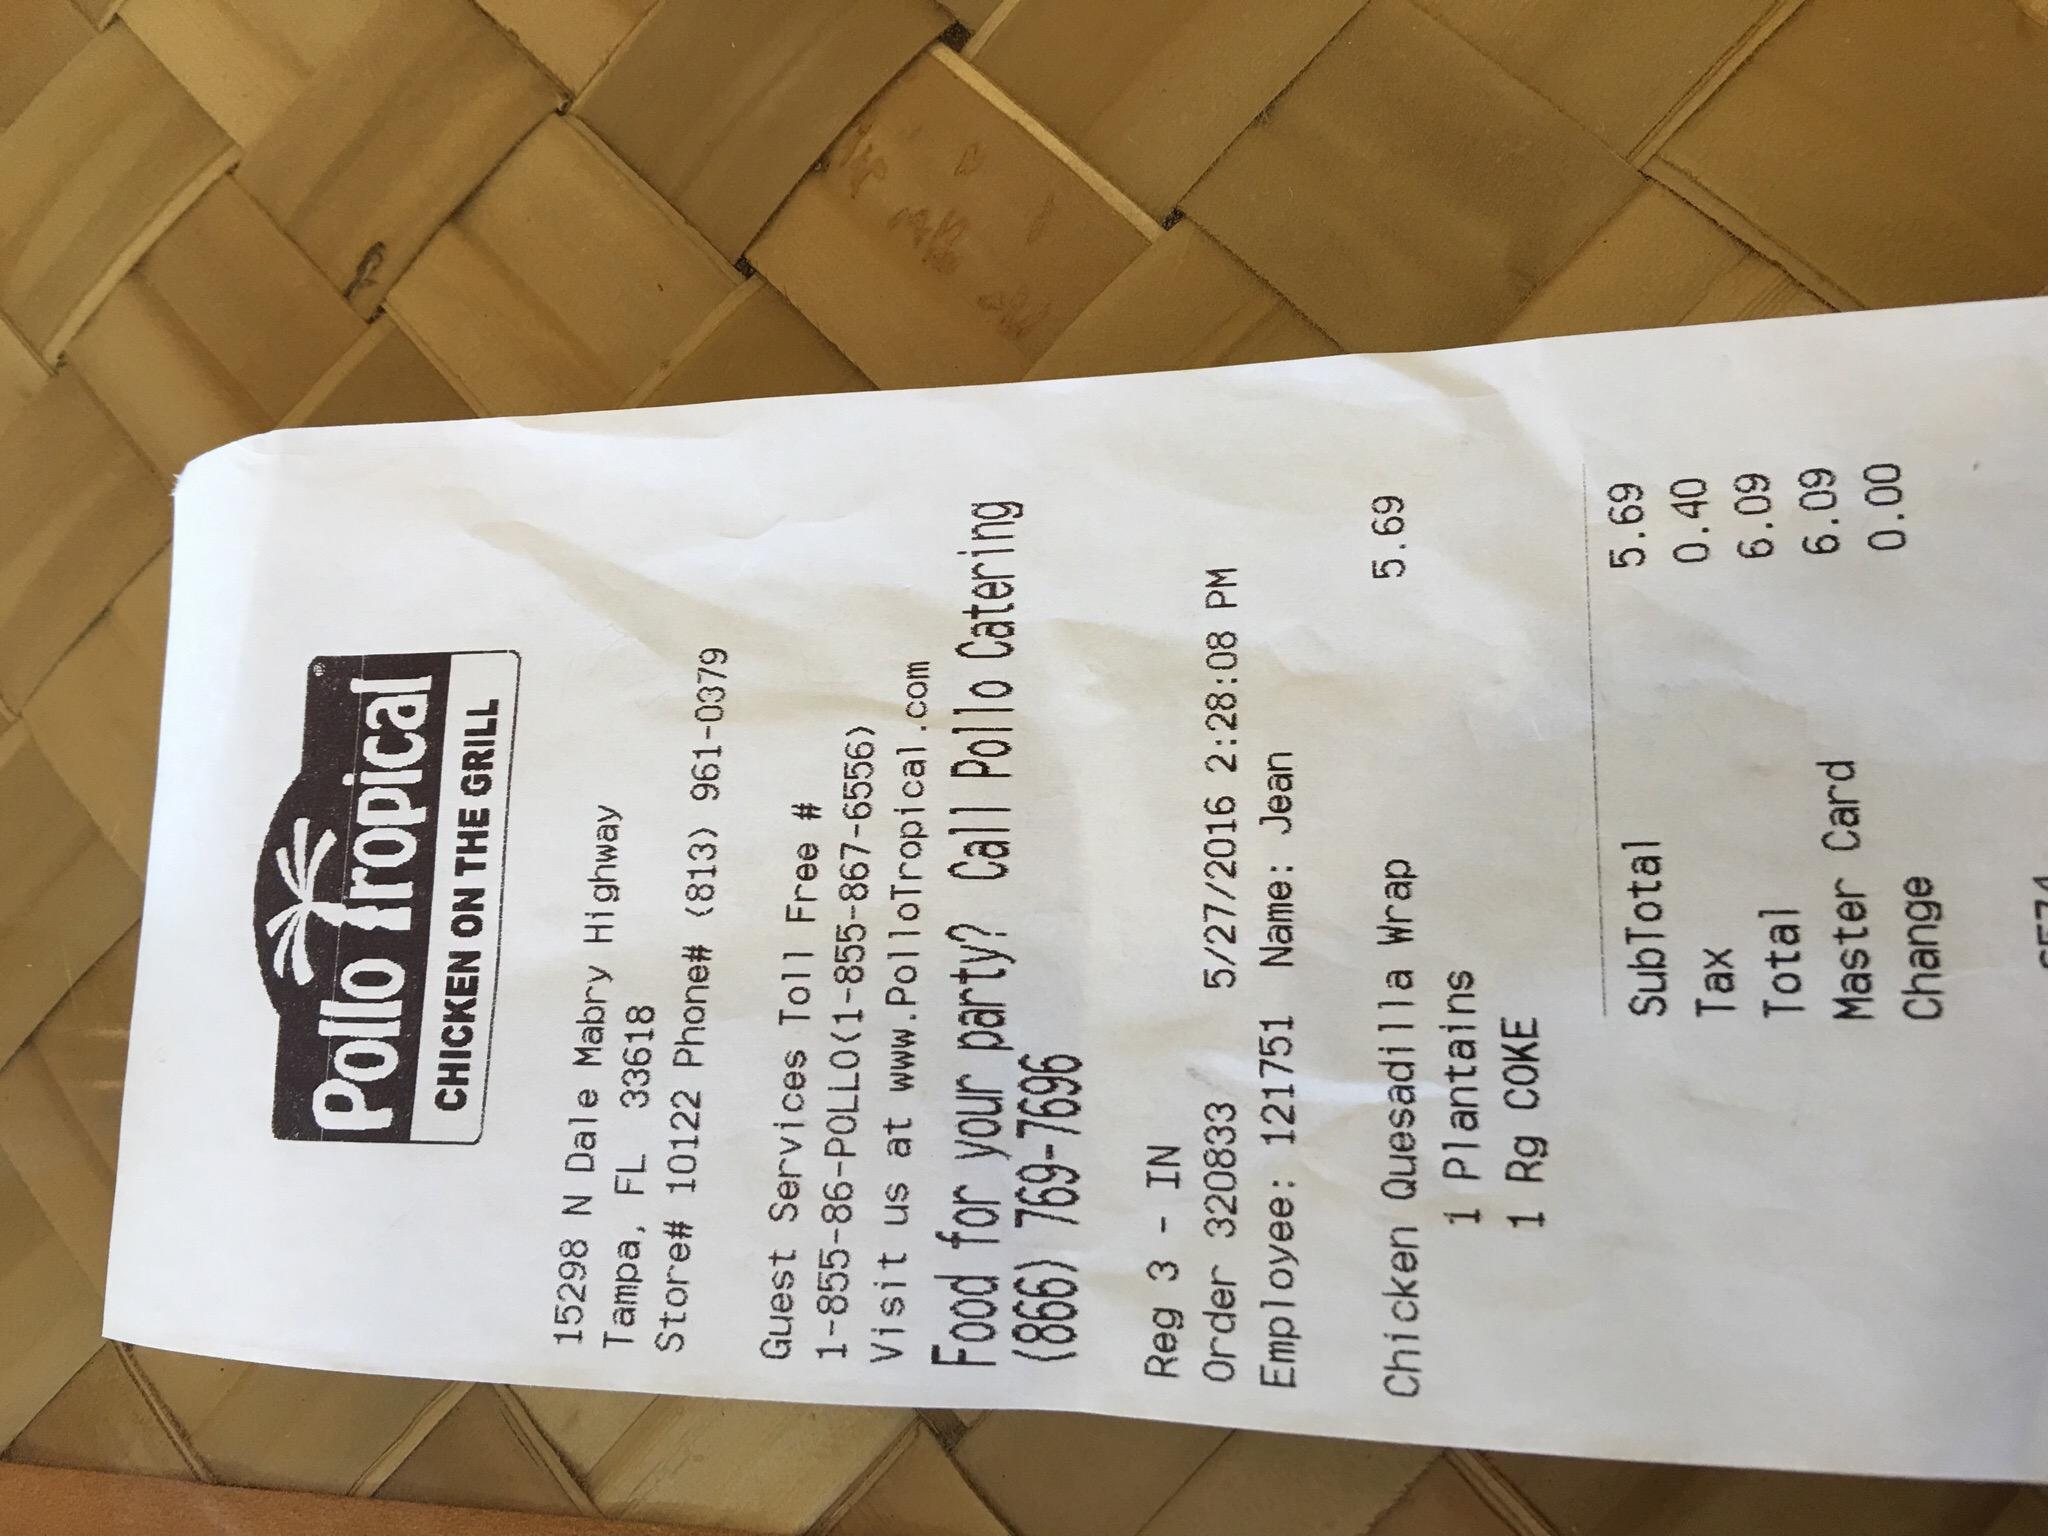 Pollo Tropical®
CHICKEN ON THE GRILL
15298 N Dale Mabry Highway
Tampa, FL 33618
Store# 10122 Phone# (813) 961-0379
Guest Services Toll Free #
1-855-86-POLLO(1-855-867-6556)
Visit us at www.PolloTropical.com
Food for your party? Call Pollo Catering
(866) 769-7696
Reg 3 - IN
Order 320833 5/27/2016 2:28:08 PM
Employee: 121751 Name: Jean
Chicken Quesadilla Wrap 5.69
1 Plantains
1 Rg COKE
SubTotal 5.69
Tax 0.40
Total 6.09
Master Card 6.09
Change 0.00